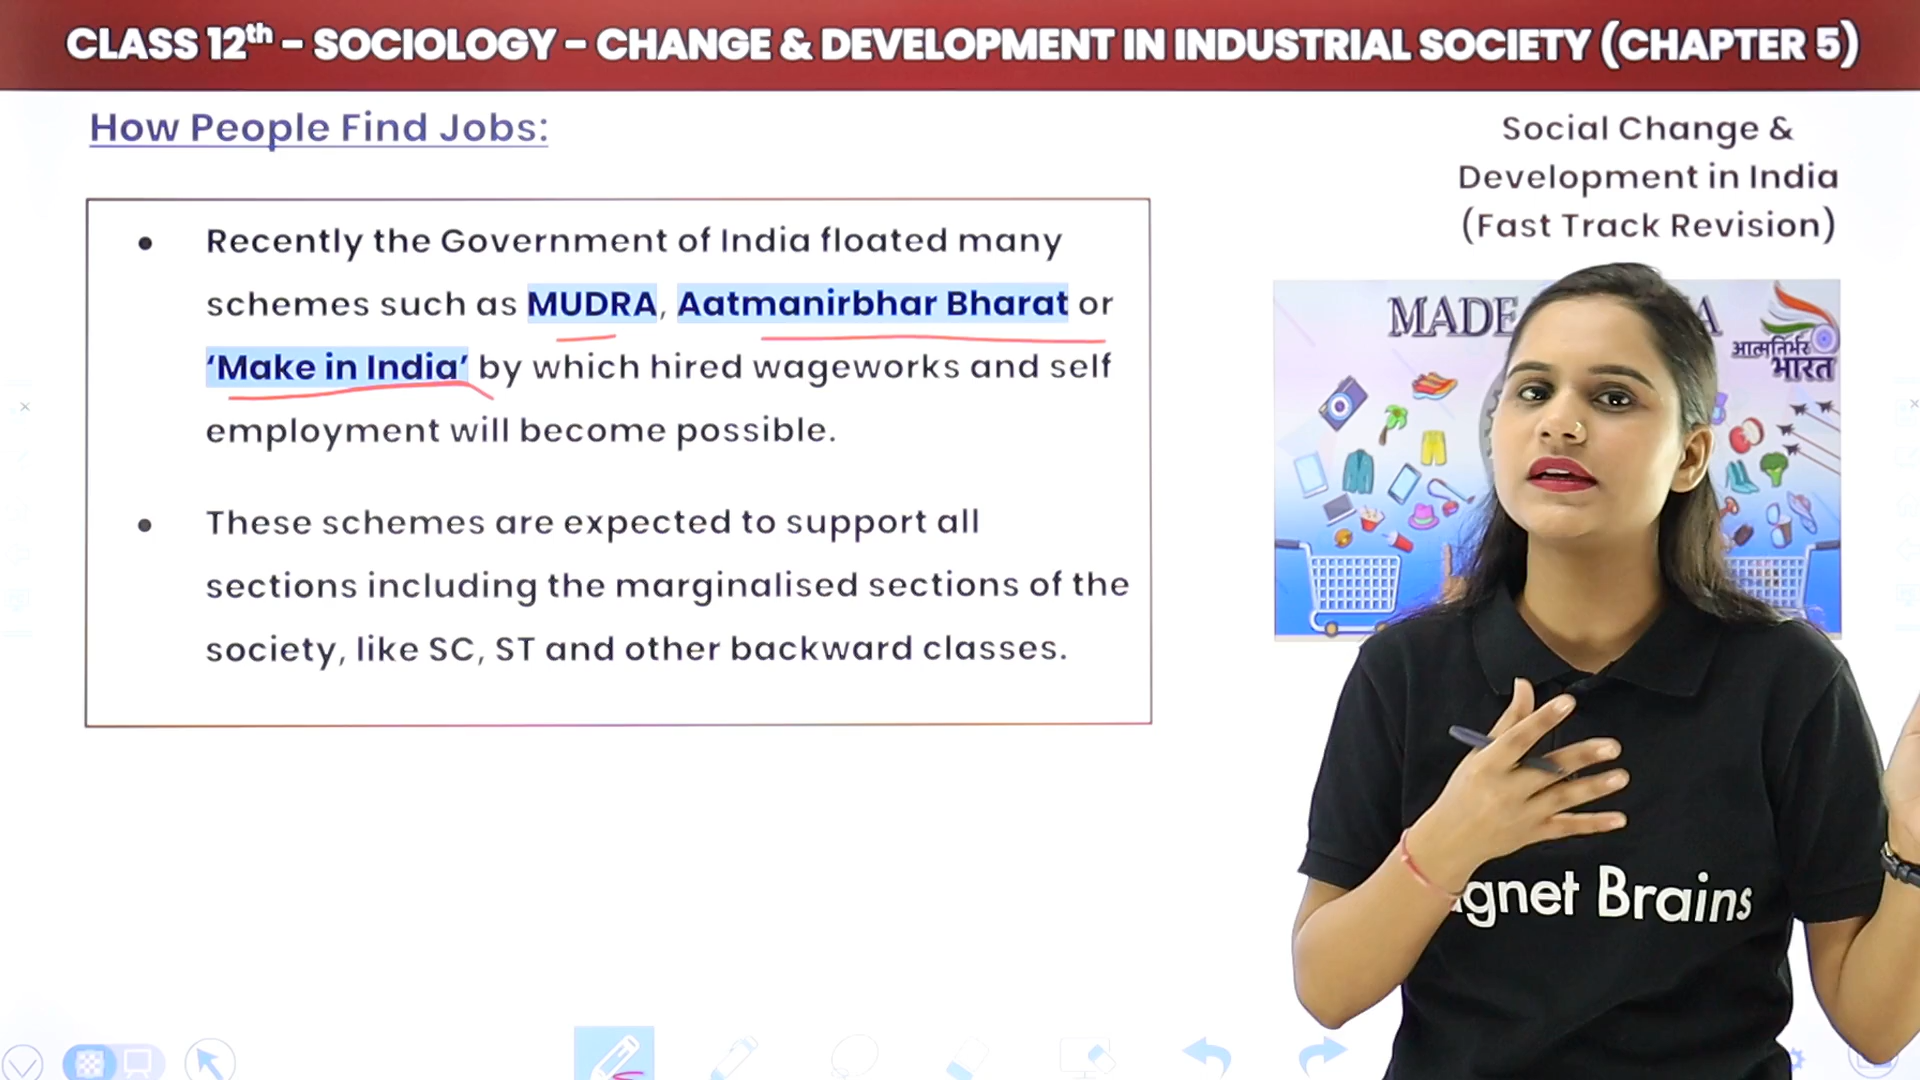 CLASS 12th – SOCIOLOGY – CHANGE & DEVELOPMENT IN INDUSTRIAL SOCIETY (CHAPTER 5)
How People Find Jobs:
Social Change &
Development in India
(Fast Track Revision)
• Recently the Government of India floated many
schemes such as MUDRA, Aatmanirbhar Bharat or
‘Make in India’ by which hired wageworks and self
employment will become possible.
• These schemes are expected to support all
sections including the marginalised sections of the
society, like SC, ST and other backward classes.
MADE
आत्मनिर्भर
भारत
Brains